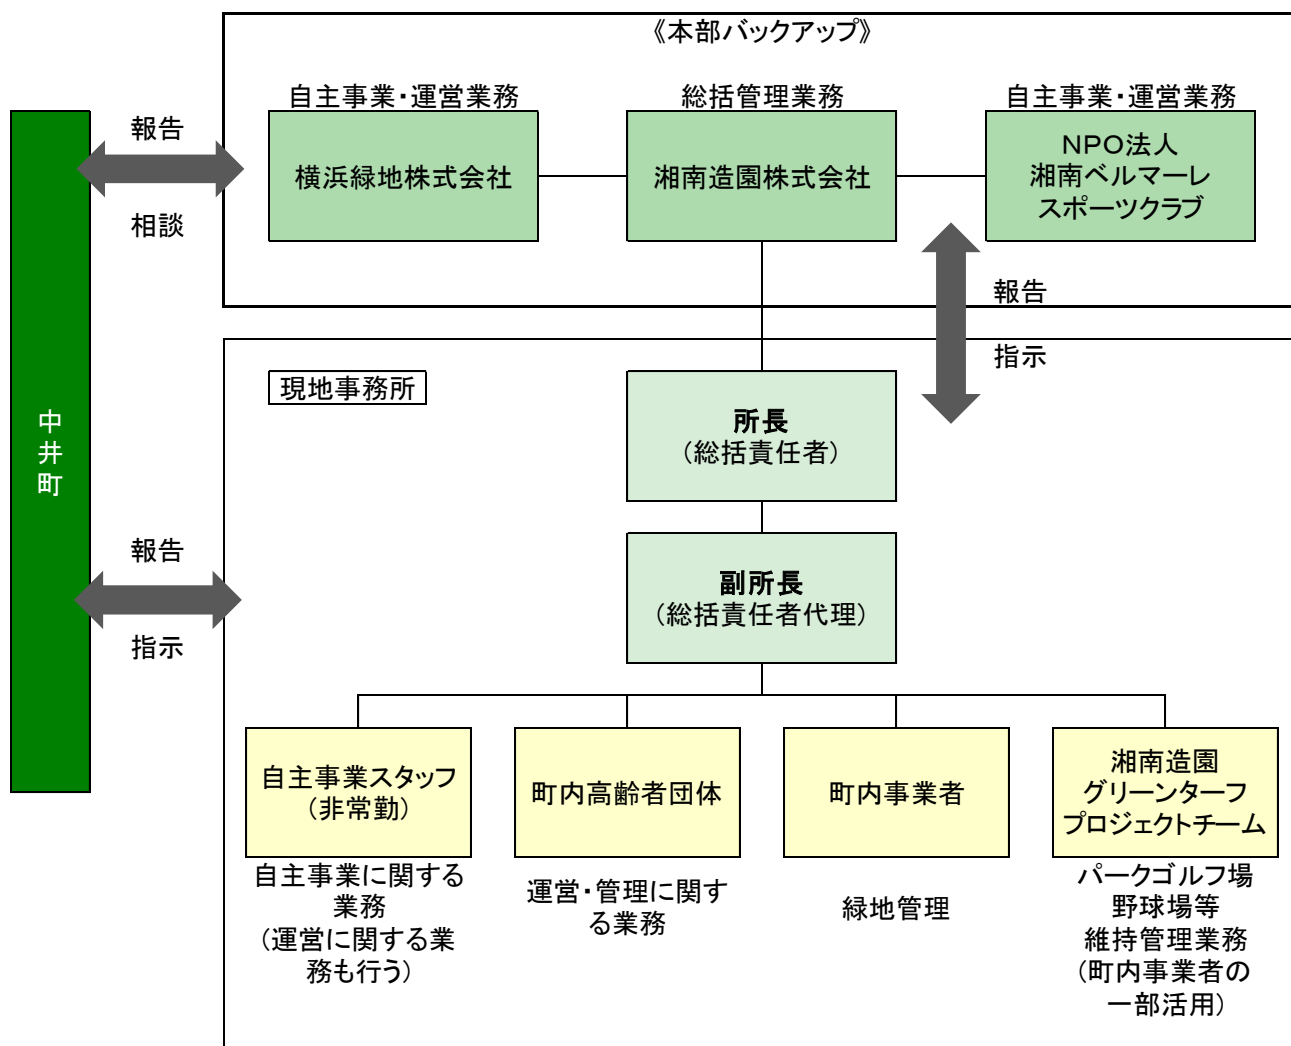 《本部バックアップ》
自主事業・運営業務
総括管理業務
自主事業・運営業務
報告
相談
横浜緑地株式会社
湘南造園株式会社
NPO法人
湘南ベルマーレ
スポーツクラブ
報告
指示
現地事務所
中井町
所長
（総括責任者）
報告
指示
副所長
（総括責任者代理）
自主事業スタッフ
（非常勤）
町内高齢者団体
町内事業者
湘南造園
グリーンターフ
プロジェクトチーム
自主事業に関する
業務
（運営に関する業
務も行う）
運営・管理に関す
る業務
緑地管理
パークゴルフ場
野球場等
維持管理業務
（町内事業者の
一部活用）